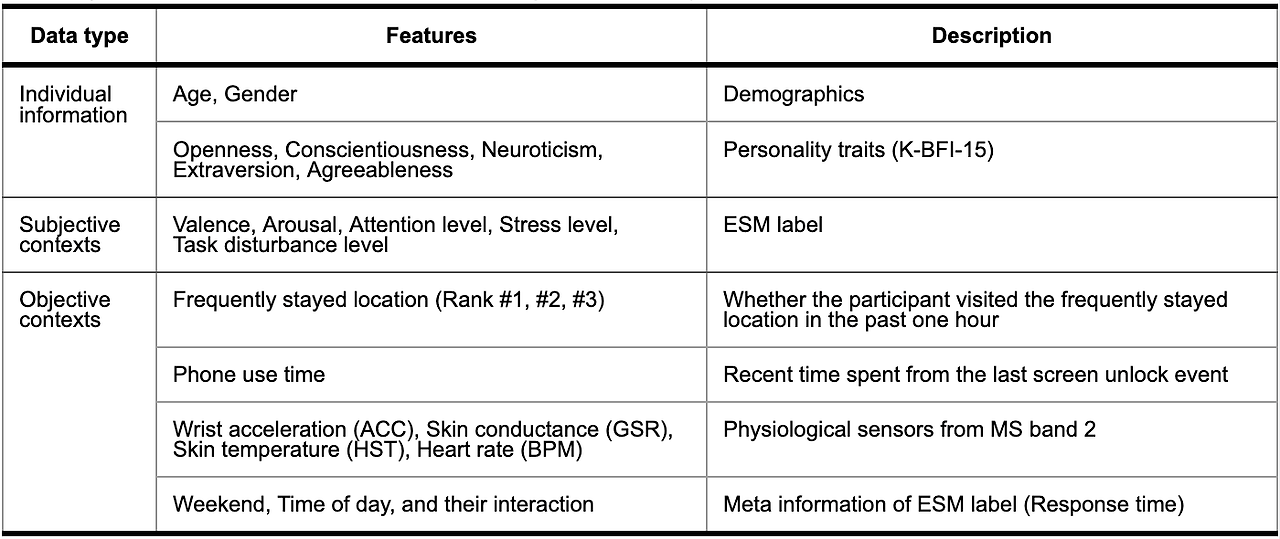 Data type Features Description
Individual information Age, Gender Demographics
Openness, Conscientiousness, Neuroticism,
Extraversion, Agreeableness
Personality traits (K-BFI-15)
Subjective
contexts
Valence, Arousal, Attention level, Stress level,
Task disturbance level
ESM label
Objective
contexts
Frequently stayed location (Rank #1, #2, #3)
Whether the participant visited the frequently stayed
location in the past one hour
Phone use time
Recent time spent from the last screen unlock event
Wrist acceleration (ACC), Skin conductance (GSR),
Skin temperature (HST), Heart rate (BPM)
Physiological sensors from MS band 2
Weekend, Time of day, and their interaction
Meta information of ESM label (Response time)